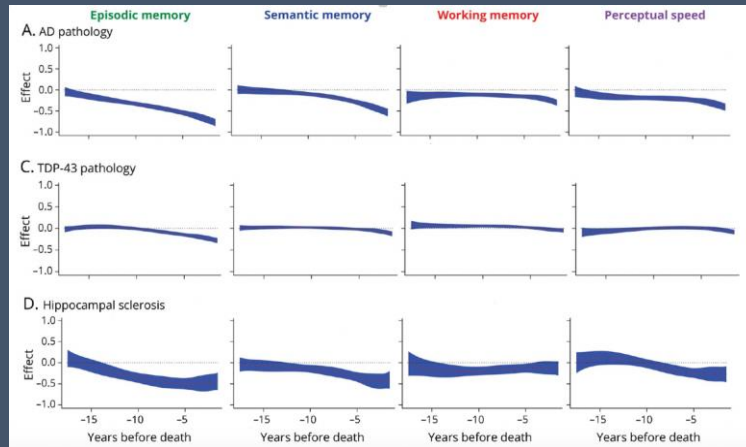 Episodic memory Semantic memory Working memory Perceptual speed
A. AD pathology
Effect
1.0
0.5
0.0
−0.5
−1.0
C. TDP-43 pathology
Effect
1.0
0.5
0.0
−0.5
−1.0
D. Hippocampal sclerosis
Effect
1.0
0.5
0.0
−0.5
−1.0
−15 −10 −5 −15 −10 −5 −15 −10 −5 −15 −10 −5
Years before death Years before death Years before death Years before death